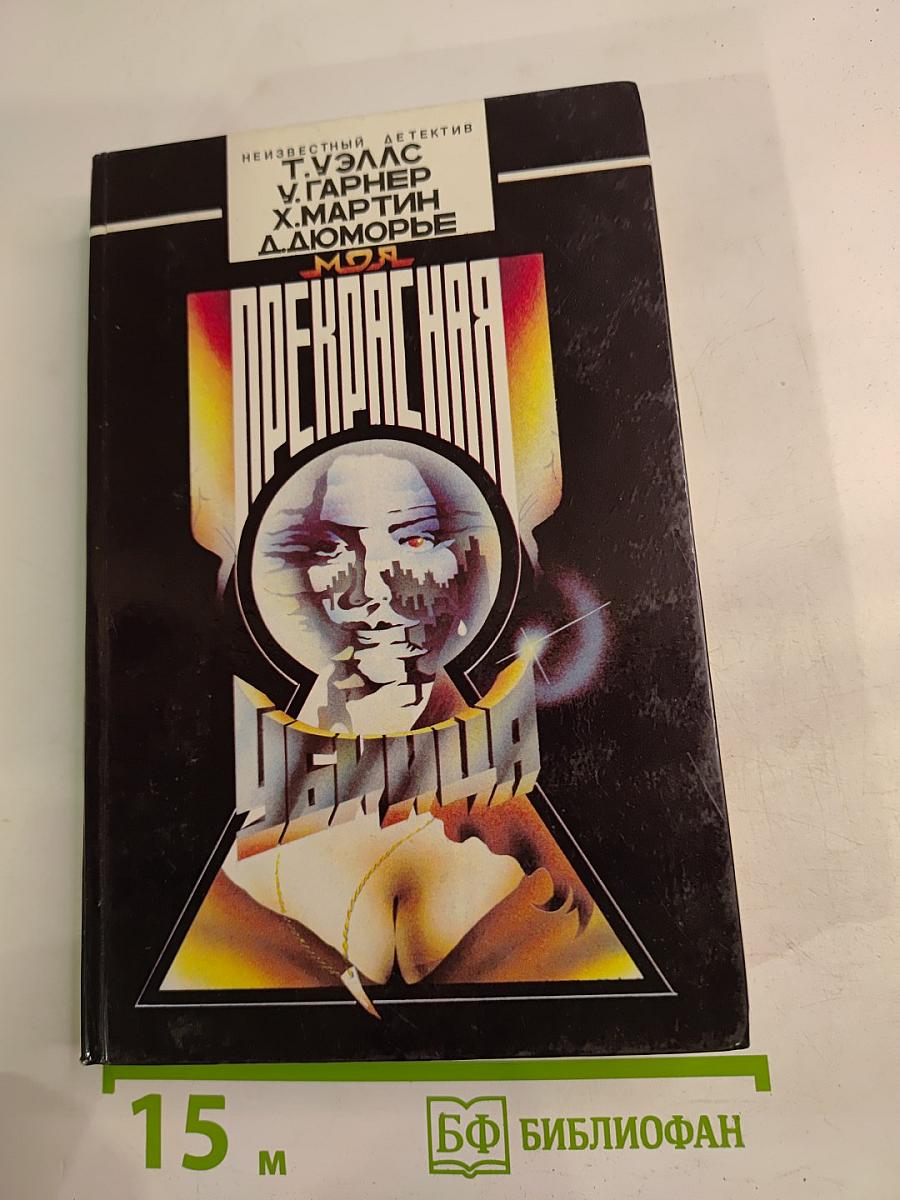 НЕИЗВЕСТНЫЙ ДЕТЕКТИВ
Т.УЭЛЛС
У.ГАРНЕР
Х.МАРТИН
Д.ДЮМОРЬЕ
МОЯ
ПРЕКРАСНАЯ
УБИЙЦА
15 м
БФ БИБЛИОФАН